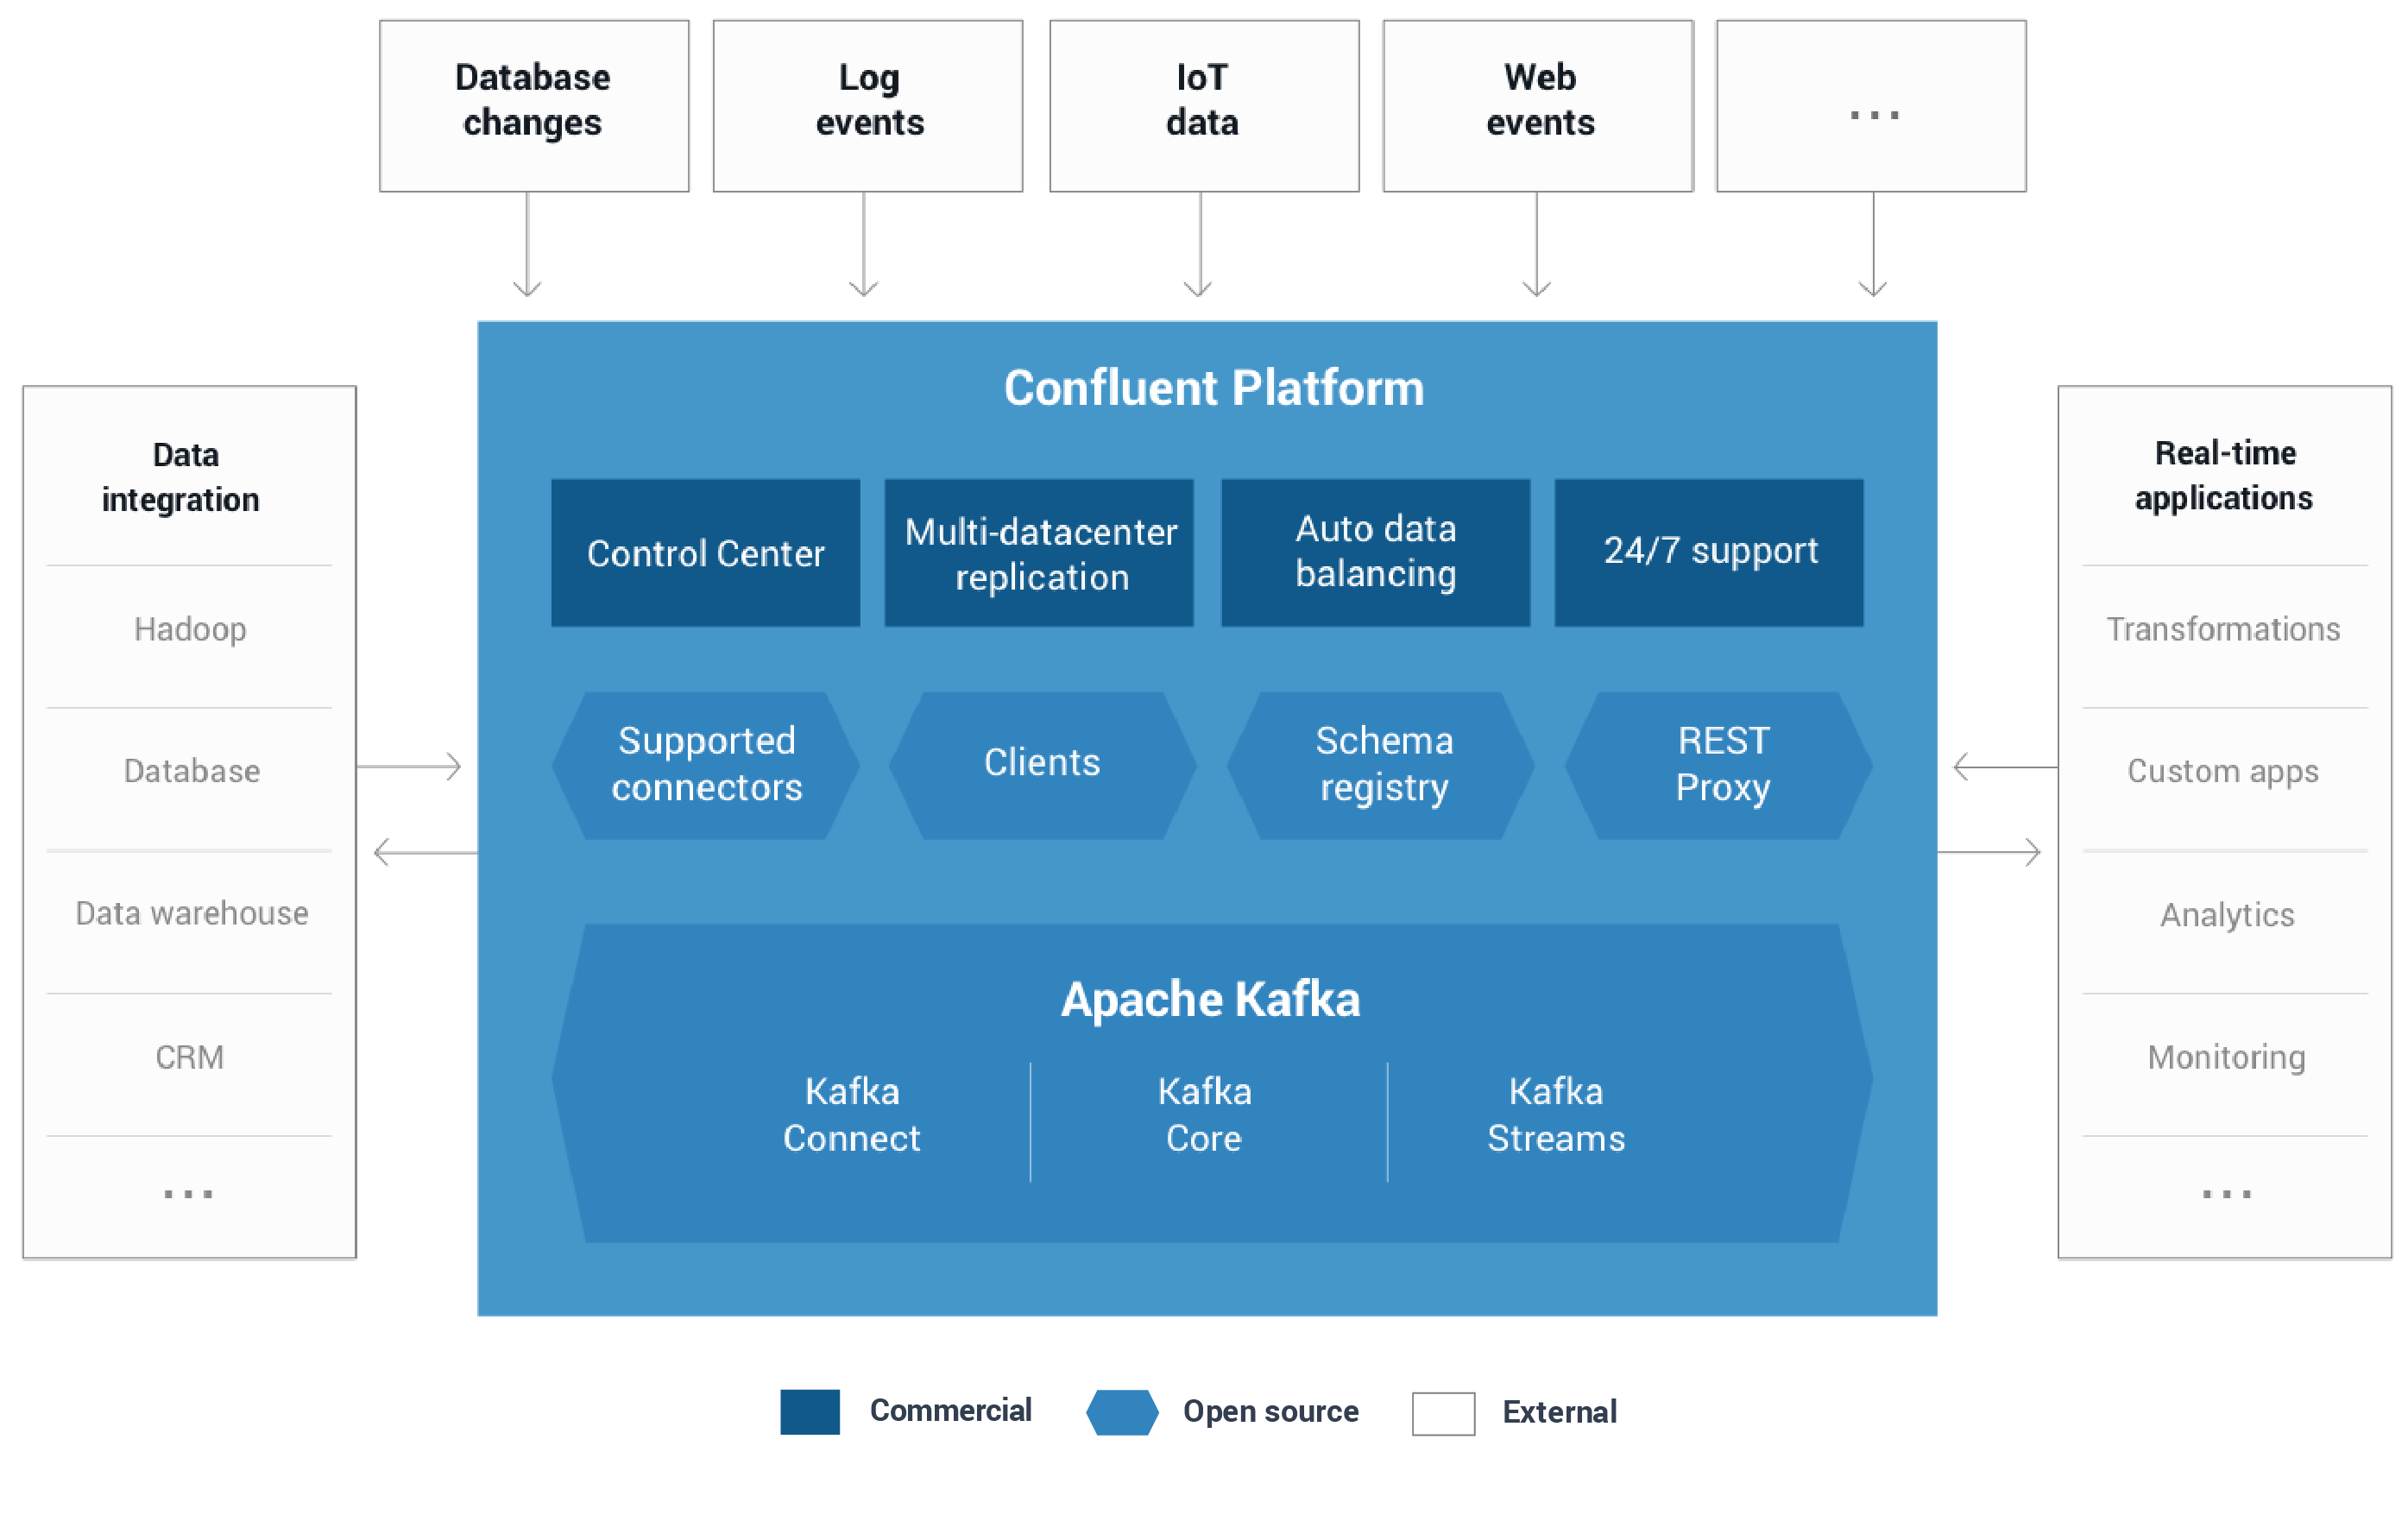 Database
changes
Log
events
IoT
data
Web
events
...
Confluent Platform
Data
integration
Hadoop
Database
Data warehouse
CRM
...
Control Center
Multi-datacenter
replication
Auto data
balancing
24/7 support
Supported
connectors
Clients
Schema
registry
REST
Proxy
Apache Kafka
Kafka
Connect
Kafka
Core
Kafka
Streams
Real-time
applications
Transformations
Custom apps
Analytics
Monitoring
...
Commercial
Open source
External